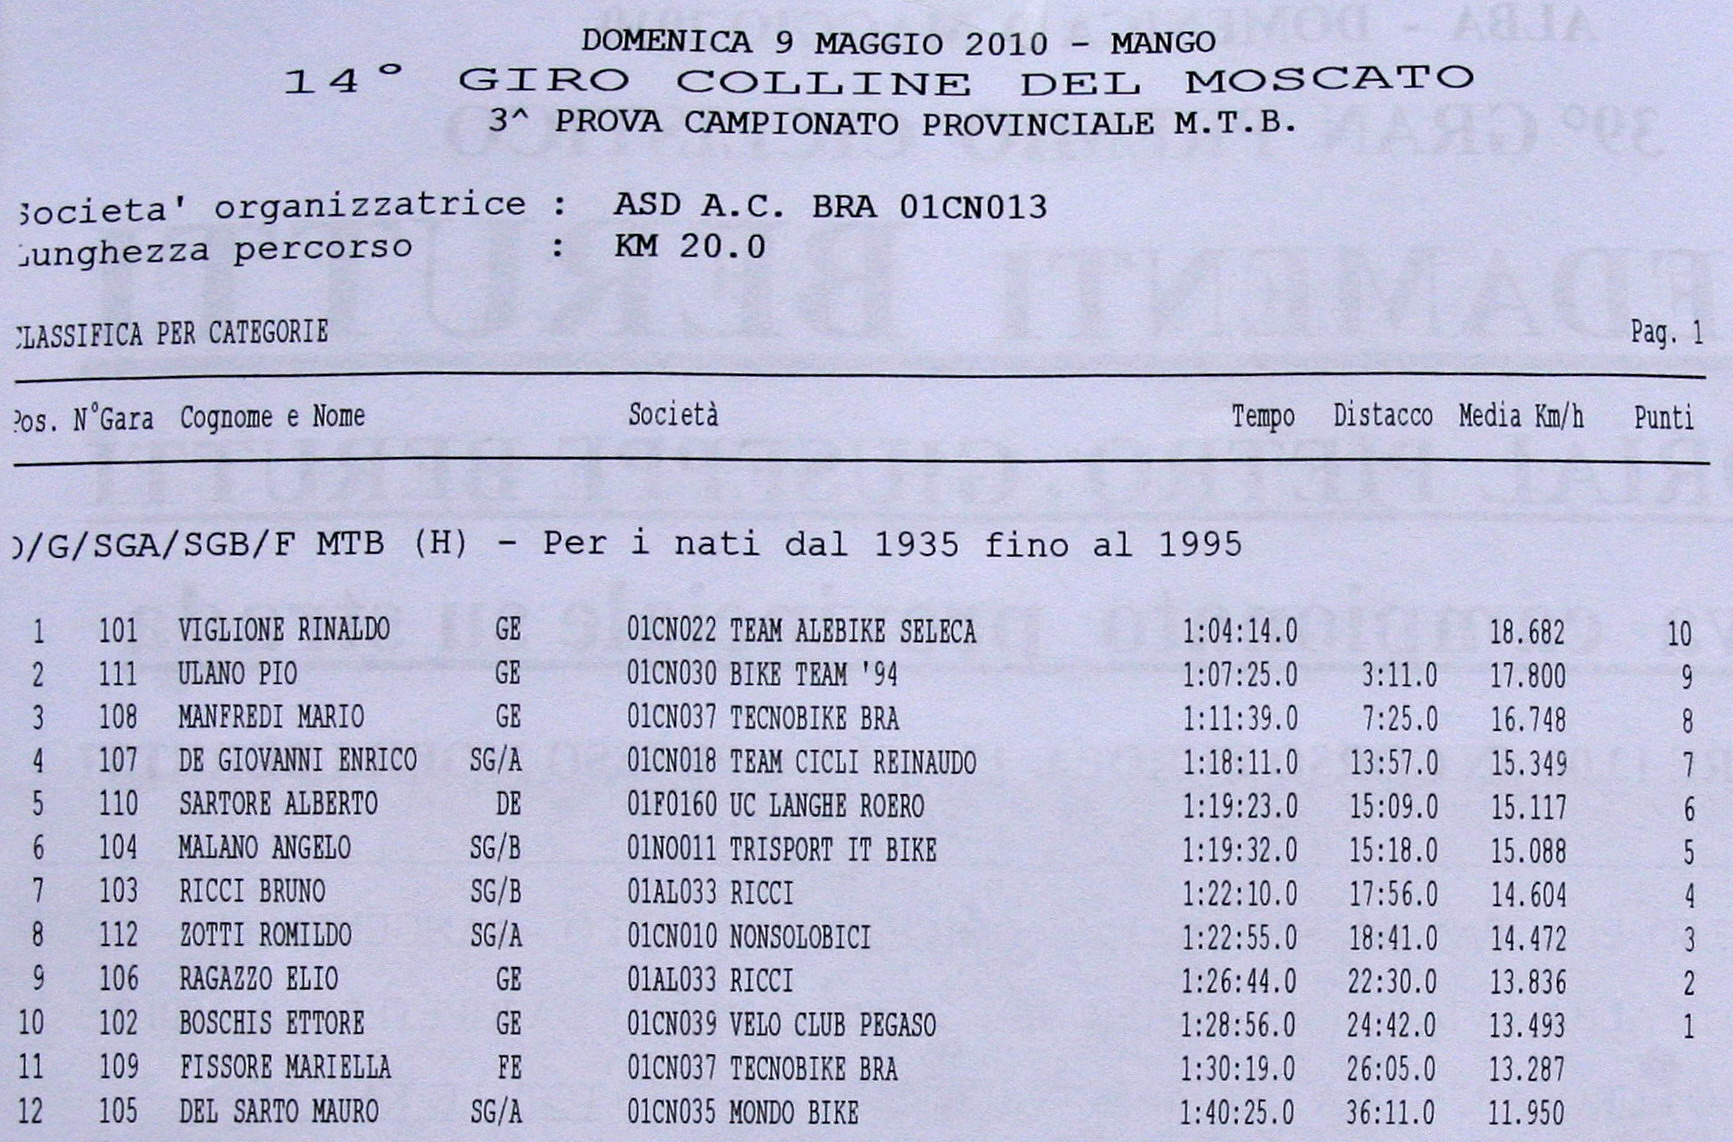 DOMENICA 9 MAGGIO 2010 - MANGO
14° GIRO COLLINE DEL MOSCATO
3^ PROVA CAMPIONATO PROVINCIALE M.T.B.
Societa' organizzatrice : ASD A.C. BRA 01CN013
Lunghezza percorso : KM 20.0
CLASSIFICA PER CATEGORIE Pag. 1
Pos. N°Gara Cognome e Nome Società Tempo Distacco Media Km/h Punti
D/G/SGA/SGB/F MTB (H) - Per i nati dal 1935 fino al 1995
1 101 VIGLIONE RINALDO GE 01CN022 TEAM ALEBIKE SELECA 1:04:14.0 18.682 10
2 111 ULANO PIO GE 01CN030 BIKE TEAM '94 1:07:25.0 3:11.0 17.800 9
3 108 MANFREDI MARIO GE 01CN037 TECNOBIKE BRA 1:11:39.0 7:25.0 16.748 8
4 107 DE GIOVANNI ENRICO SG/A 01CN018 TEAM CICLI REINAUDO 1:18:11.0 13:57.0 15.349 7
5 110 SARTORE ALBERTO DE 01F0160 UC LANGHE ROERO 1:19:23.0 15:09.0 15.117 6
6 104 MALANO ANGELO SG/B 01NO011 TRISPORT IT BIKE 1:19:32.0 15:18.0 15.088 5
7 103 RICCI BRUNO SG/B 01AL033 RICCI 1:22:10.0 17:56.0 14.604 4
8 112 ZOTTI ROMILDO SG/A 01CN010 NONSOLOBICI 1:22:55.0 18:41.0 14.472 3
9 106 RAGAZZO ELIO GE 01AL033 RICCI 1:26:44.0 22:30.0 13.836 2
10 102 BOSCHIS ETTORE GE 01CN039 VELO CLUB PEGASO 1:28:56.0 24:42.0 13.493 1
11 109 FISSORE MARIELLA FE 01CN037 TECNOBIKE BRA 1:30:19.0 26:05.0 13.287
12 105 DEL SARTO MAURO SG/A 01CN035 MONDO BIKE 1:40:25.0 36:11.0 11.950